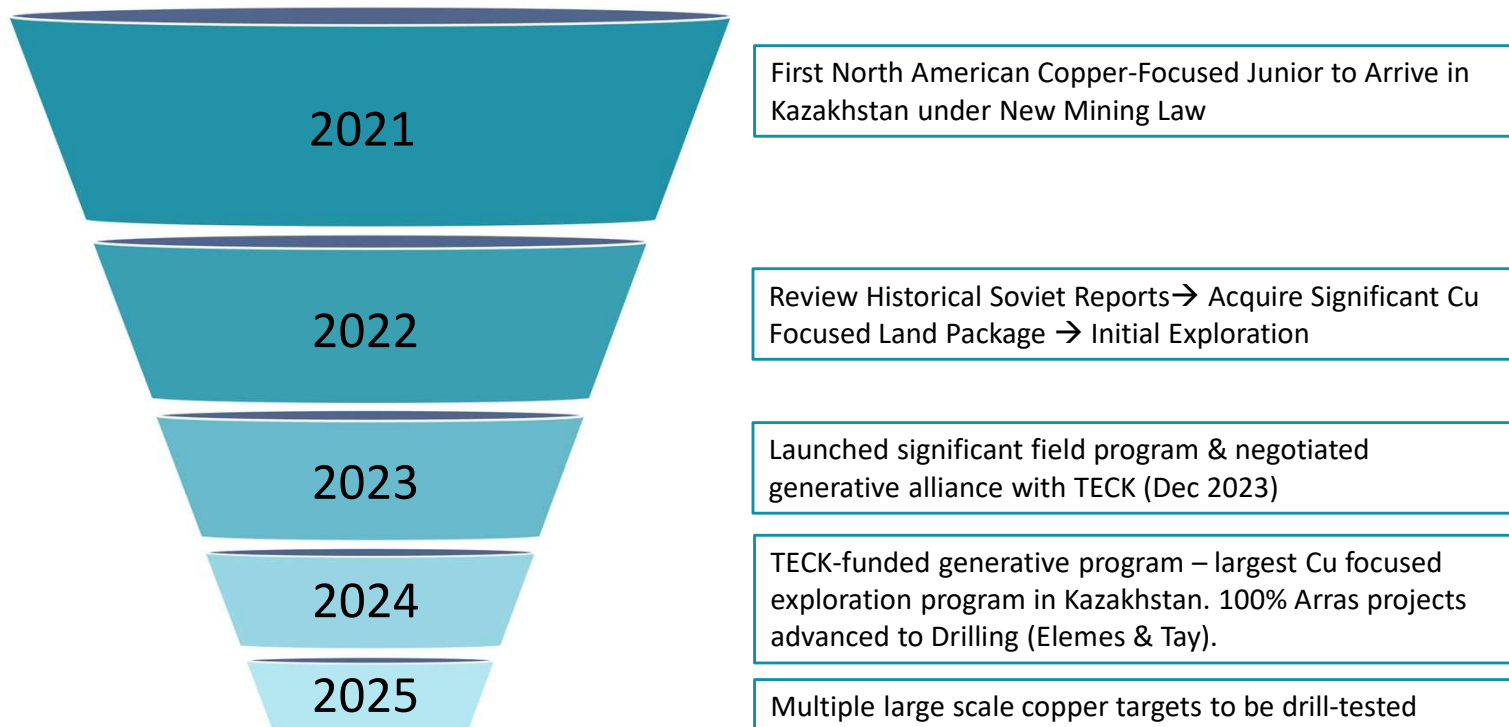 2021
First North American Copper-Focused Junior to Arrive in
Kazakhstan under New Mining Law
2022
Review Historical Soviet Reports→ Acquire Significant Cu
Focused Land Package → Initial Exploration
2023
Launched significant field program & negotiated
generative alliance with TECK (Dec 2023)
2024
TECK-funded generative program – largest Cu focused
exploration program in Kazakhstan. 100% Arras projects
advanced to Drilling (Elemes & Tay).
2025
Multiple large scale copper targets to be drill-tested